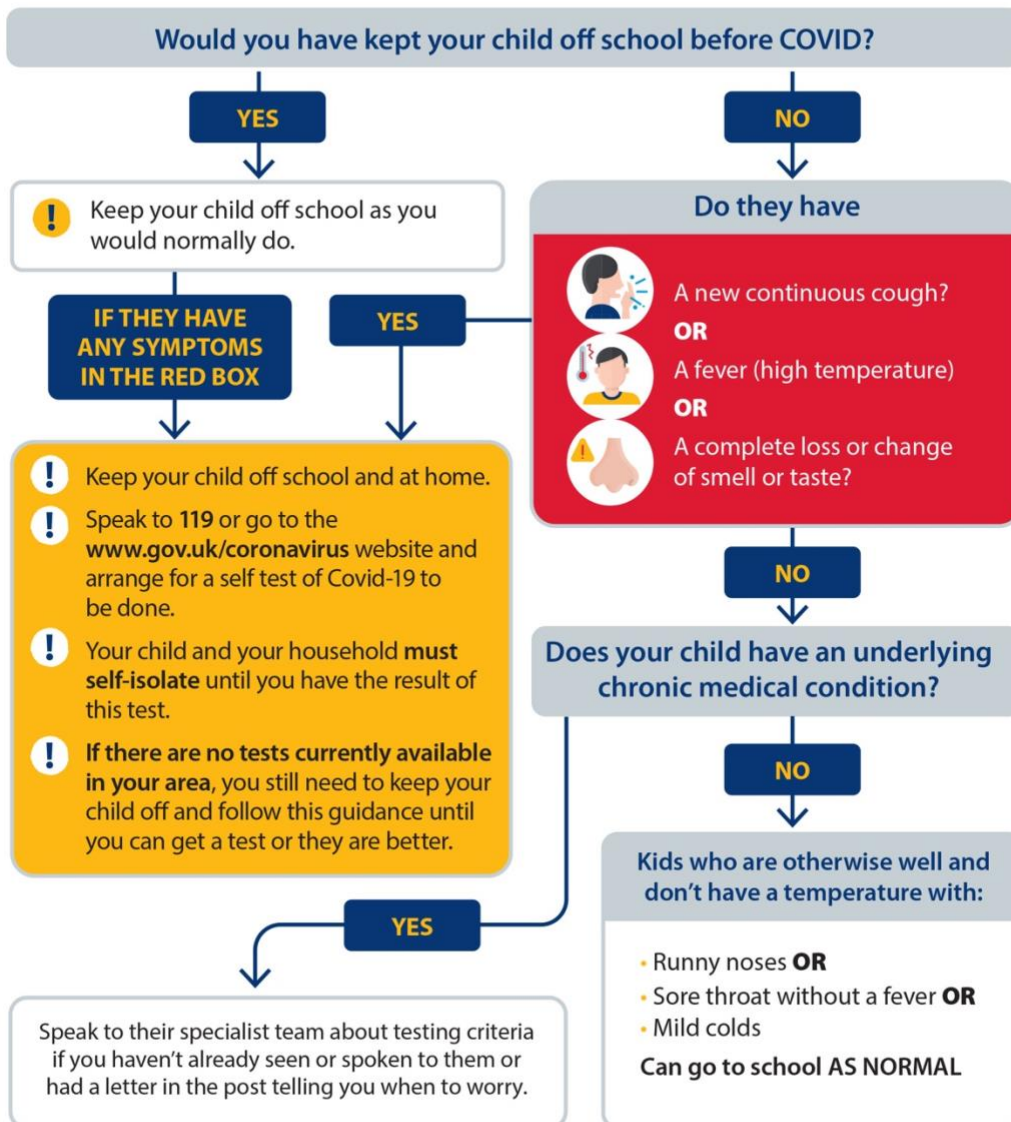 Would you have kept your child off school before COVID?
YES
NO
! Keep your child off school as you
would normally do.
Do they have
A new continuous cough?
OR
A fever (high temperature)
OR
A complete loss or change
of smell or taste?
IF THEY HAVE
ANY SYMPTOMS
IN THE RED BOX
YES
! Keep your child off school and at home.
! Speak to 119 or go to the
www.gov.uk/coronavirus website and
arrange for a self test of Covid-19 to
be done.
! Your child and your household must
self-isolate until you have the result of
this test.
! If there are no tests currently available
in your area, you still need to keep your
child off and follow this guidance until
you can get a test or they are better.
NO
Does your child have an underlying
chronic medical condition?
YES
NO
Speak to their specialist team about testing criteria
if you haven't already seen or spoken to them or
had a letter in the post telling you when to worry.
Kids who are otherwise well and
don't have a temperature with:
• Runny noses OR
• Sore throat without a fever OR
• Mild colds
Can go to school AS NORMAL